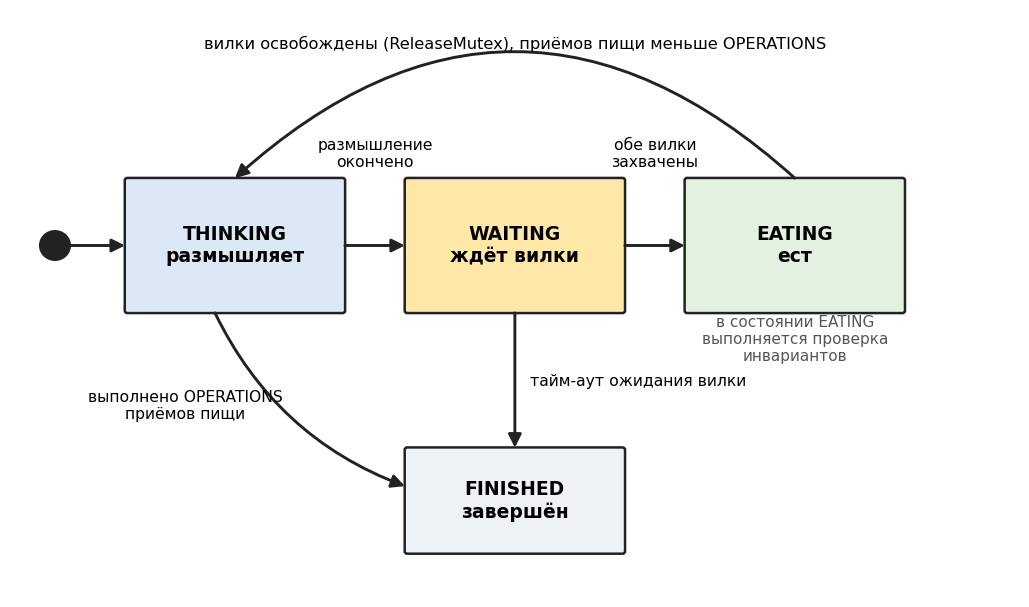 вилки освобождены (ReleaseMutex), приёмов пищи меньше OPERATIONS
размышление
окончено
обе вилки
захвачены
THINKING
размышляет
WAITING
ждёт вилки
EATING
ест
в состоянии EATING
выполняется проверка
инвариантов
тайм-аут ожидания вилки
выполнено OPERATIONS
приёмов пищи
FINISHED
завершён